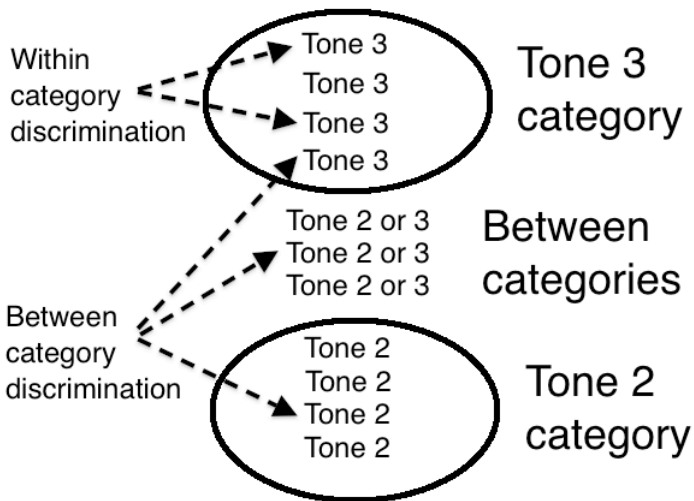 Within
category
discrimination
Tone 3
Tone 3
Tone 3
Tone 3
Tone 3
category
Tone 2 or 3
Tone 2 or 3
Tone 2 or 3
Between
categories
Between
category
discrimination
Tone 2
Tone 2
Tone 2
Tone 2
Tone 2
category